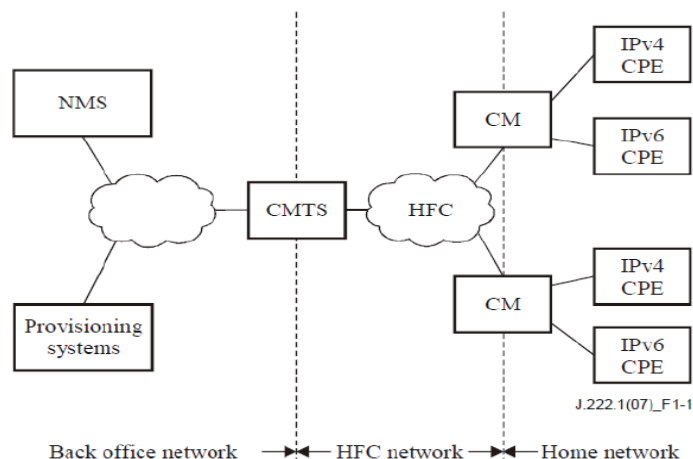 NMS
Provisioning
systems
CMTS
HFC
CM
IPv4
CPE
IPv6
CPE
CM
IPv4
CPE
IPv6
CPE
J.222.1(07)_F1-1
Back office network
HFC network
Home network